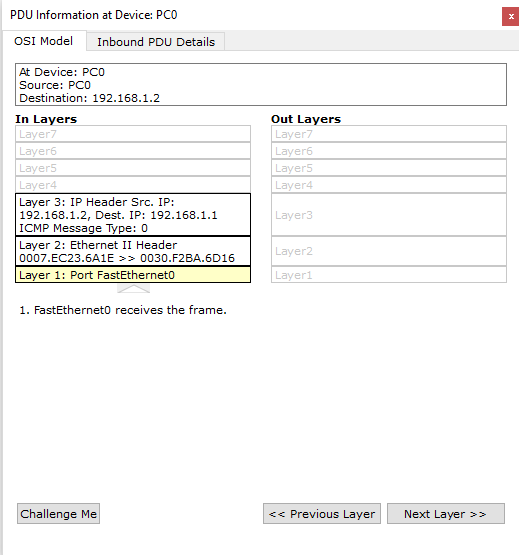 PDU Information at Device: PC0
x
OSI Model
Inbound PDU Details
At Device: PC0
Source: PC0
Destination: 192.168.1.2
In Layers
Layer7
Layer6
Layer5
Layer4
Layer 3: IP Header Src. IP:
192.168.1.2, Dest. IP: 192.168.1.1
ICMP Message Type: 0
Layer 2: Ethernet II Header
0007.EC23.6A1E >> 0030.F2BA.6D16
Layer 1: Port FastEthernet0
Out Layers
Layer7
Layer6
Layer5
Layer4
Layer3
Layer2
Layer1
1. FastEthernet0 receives the frame.
Challenge Me
<< Previous Layer
Next Layer >>